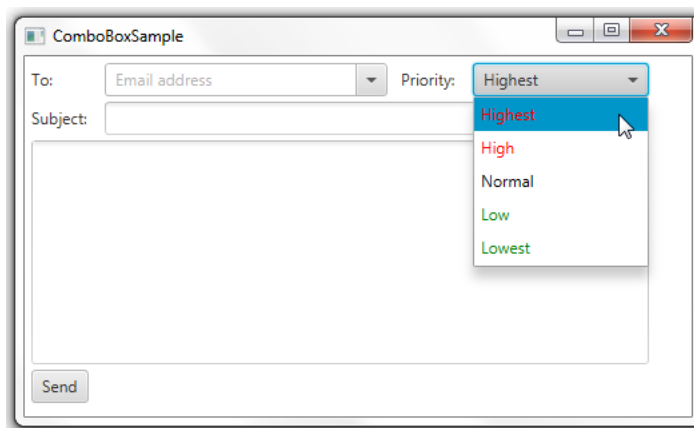 ComboBoxSample
To: Email address Priority: Highest
Subject: Highest
High
Normal
Low
Lowest
Send